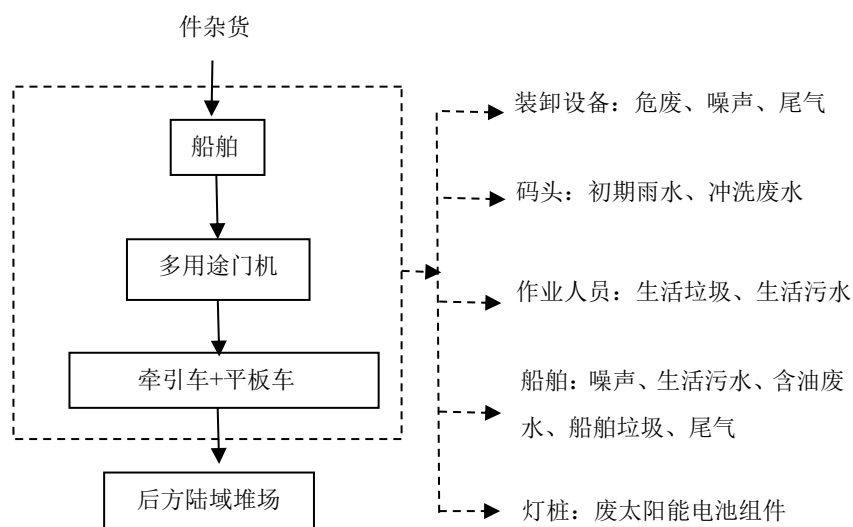 件杂货
船舶
多用途门机
牵引车+平板车
后方陆域堆场
装卸设备：危废、噪声、尾气
码头：初期雨水、冲洗废水
作业人员：生活垃圾、生活污水
船舶：噪声、生活污水、含油废
水、船舶垃圾、尾气
灯桩：废太阳能电池组件